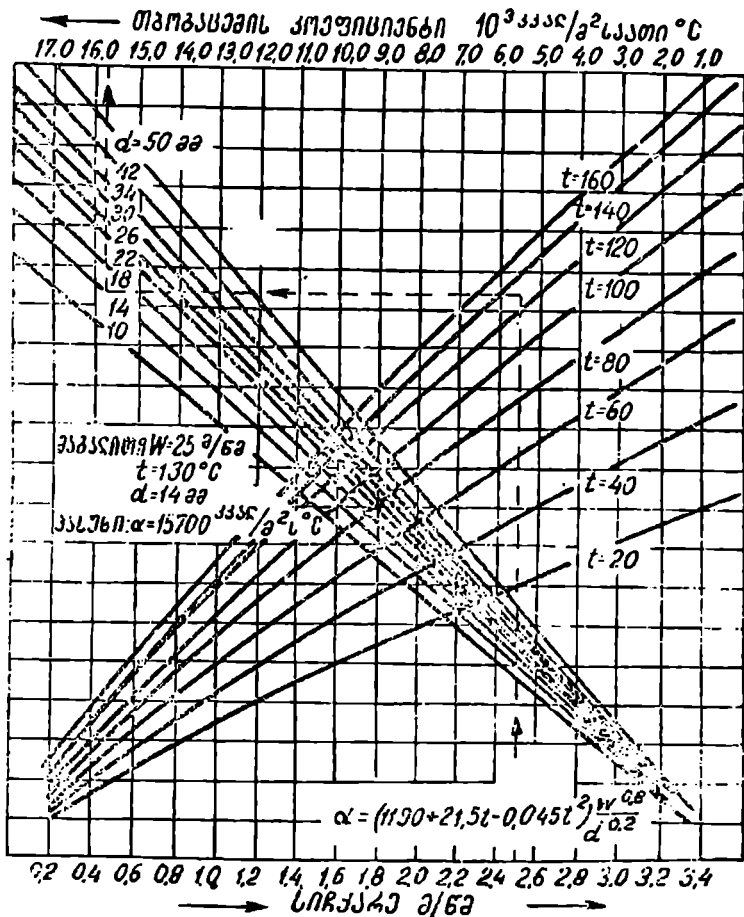 თბოგაცემის კოეფიციენტი 10³ კკალ/მ² საათი °C
17.0 16,0 15,0 14,0 13,0 12,0 11,0 10,0 9,0 8,0 7,0 6,0 5,0 4,0 3,0 2,0 1,0
d=50 მმ
42
34
30
26
22
18
14
10
t=160
t=140
t=120
t=100
t=80
t=60
t=40
t=20
მაგალითი W=25 მ/წმ
t=130°C
d=14 მმ
პასუხი: α=15700 კკალ/მ² ს °C
α = (1190+21,5t-0,045t²) W^0.8/d^0.2
0,2 0,4 0,6 0,8 1,0 1,2 1,4 1,6 1,8 2,0 2,2 2,4 2,6 2,8 3,0 3,2 3,4
სიჩქარე მ/წმ